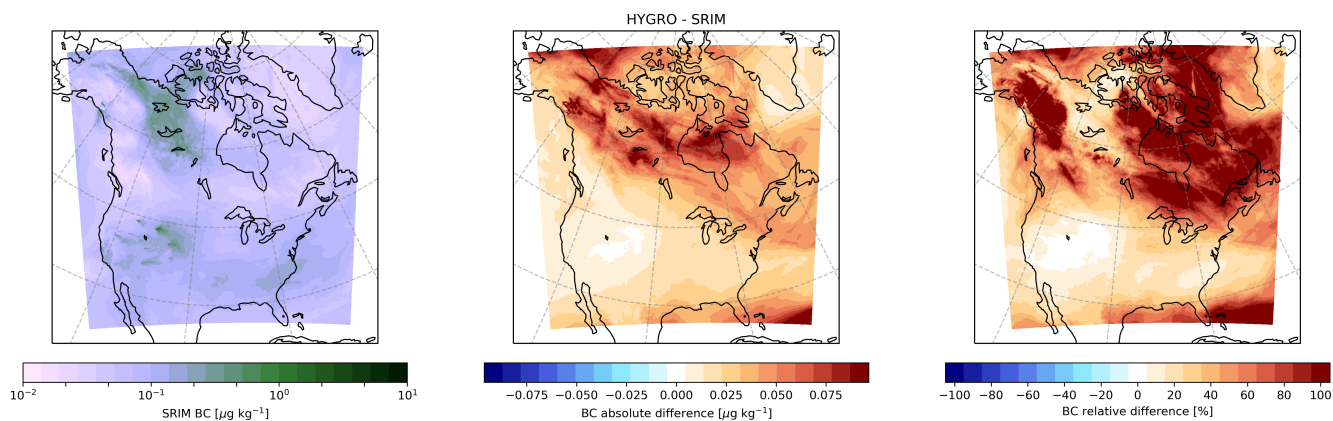 HYGRO - SRIM
10⁻² 10⁻¹ 10⁰ 10¹
SRIM BC [μg kg⁻¹]
−0.075 −0.050 −0.025 0.000 0.025 0.050 0.075
BC absolute difference [μg kg⁻¹]
−100 −80 −60 −40 −20 0 20 40 60 80 100
BC relative difference [%]